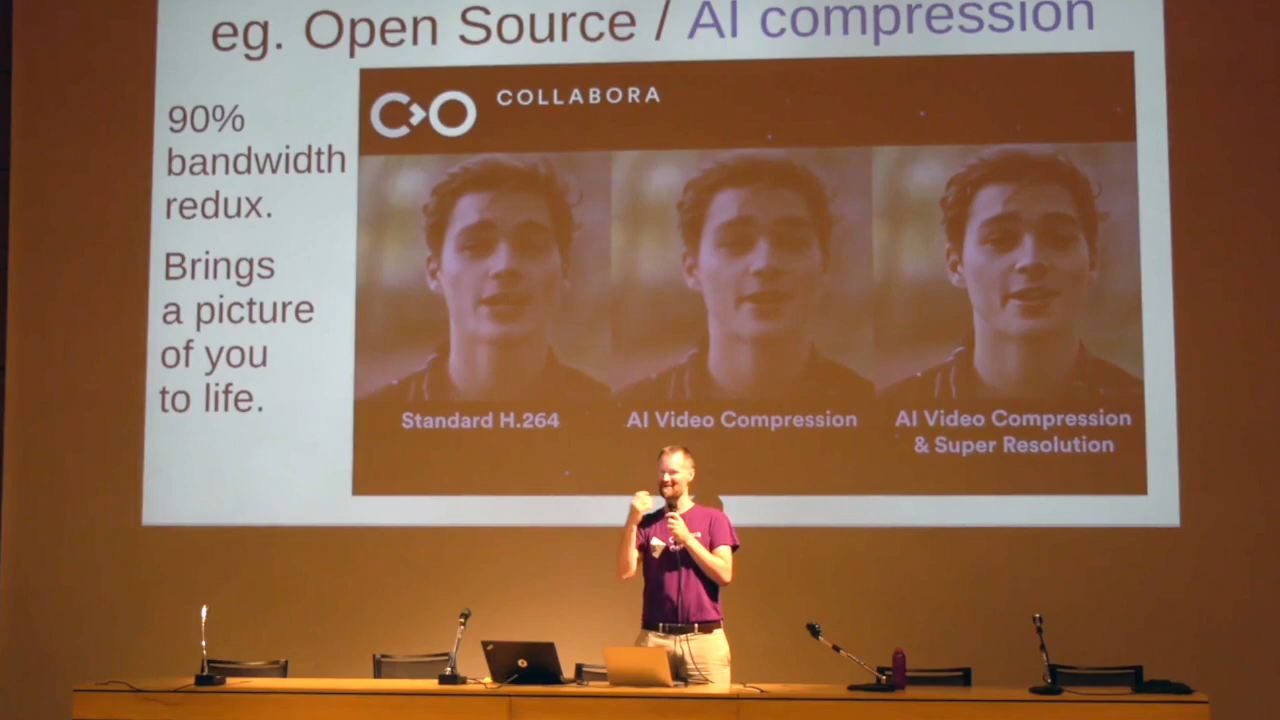 eg. Open Source / AI compression
90%
bandwidth
redux.
Brings
a picture
of you
to life.
COLLABORA
Standard H.264
AI Video Compression
AI Video Compression
& Super Resolution